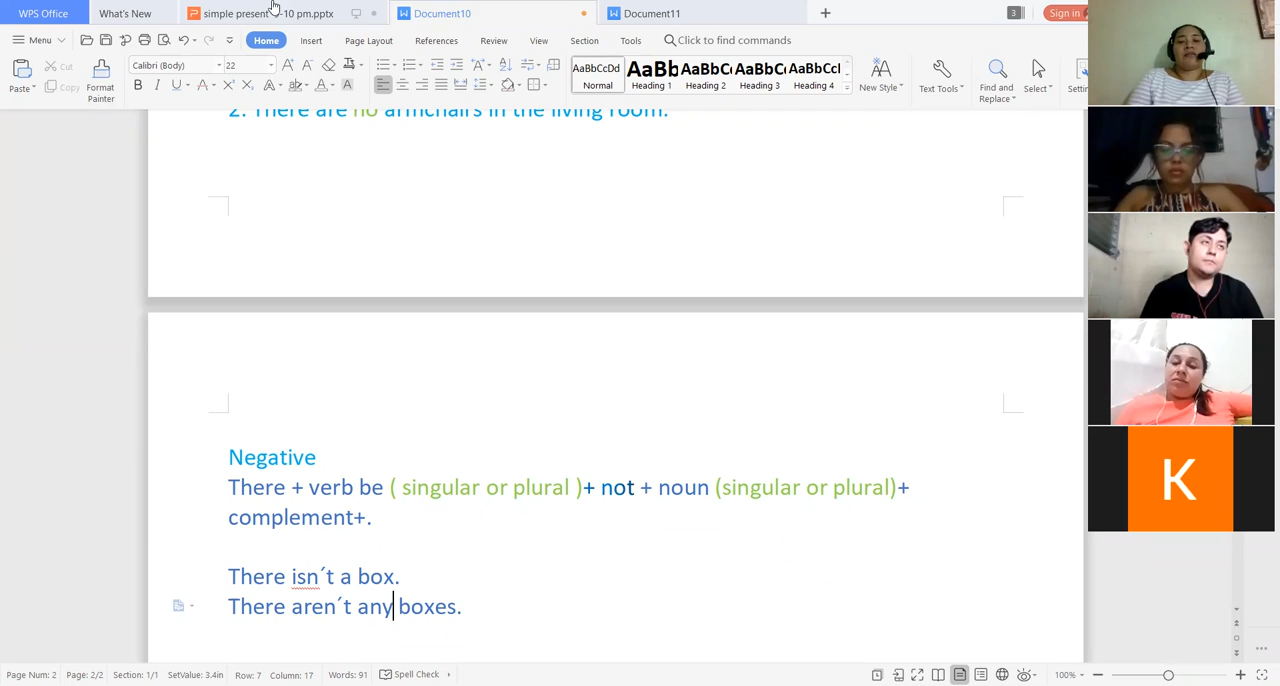 WPS Office
What's New
simple present 9-10 pm.pptx
Document10
Document11
3
Sign in
Menu
Home
Insert
Page Layout
References
Review
View
Section
Tools
Click to find commands
Paste
Cut
Copy
Format Painter
Calibri (Body)
22
AaBbCcDd
Normal
AaBb
Heading 1
AaBbC
Heading 2
AaBbC
Heading 3
AaBbCcl
Heading 4
New Style
Text Tools
Find and Replace
Select
2. There are no armchairs in the living room.
Negative
There + verb be ( singular or plural )+ not + noun (singular or plural)+
complement+.
There isn´t a box.
There aren´t any boxes.
K
Page Num: 2
Page: 2/2
Section: 1/1
SetValue: 3.4in
Row: 7
Column: 17
Words: 91
Spell Check
100%